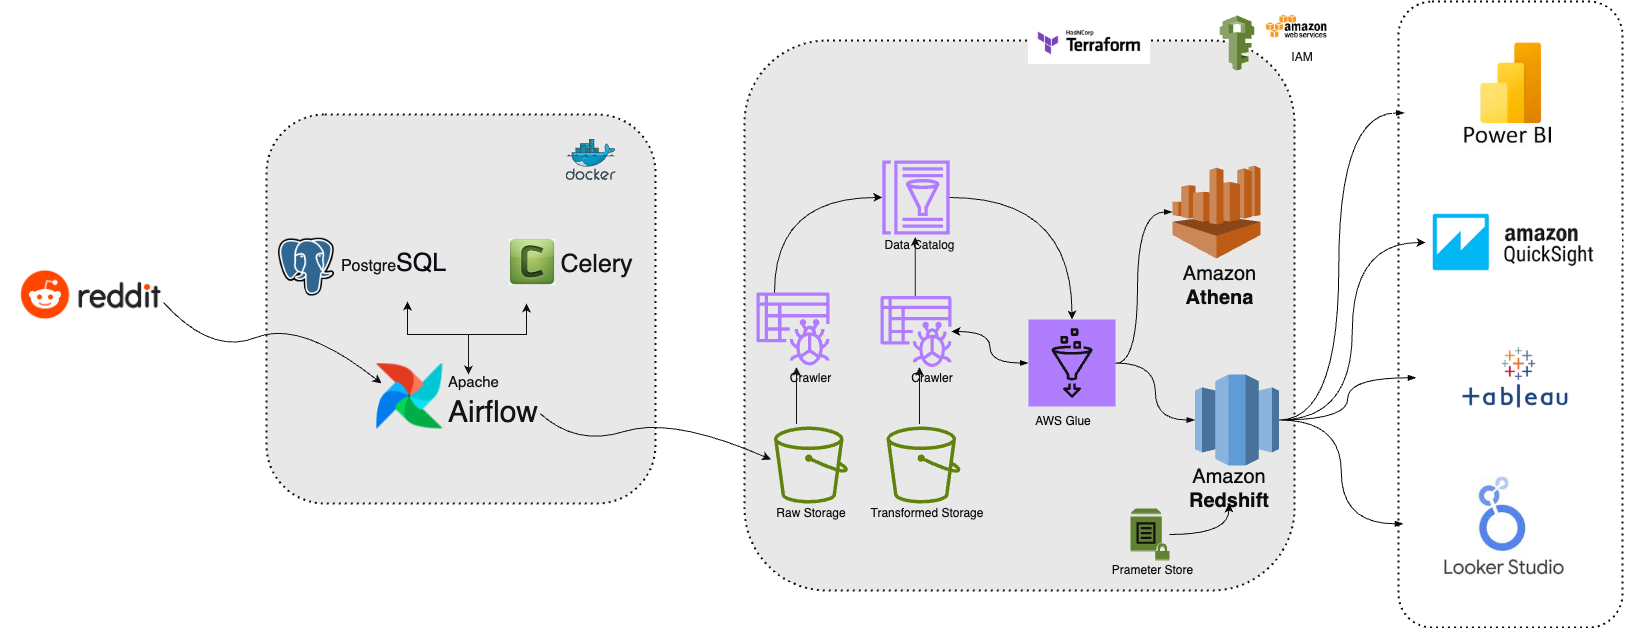 reddit
docker
PostgreSQL
Celery
Apache
Airflow
HashiCorp
Terraform
amazon
web services
IAM
Data Catalog
Crawler
Crawler
AWS Glue
Raw Storage
Transformed Storage
Amazon
Athena
Amazon
Redshift
Prameter Store
Power BI
amazon
QuickSight
+ableau
Looker Studio